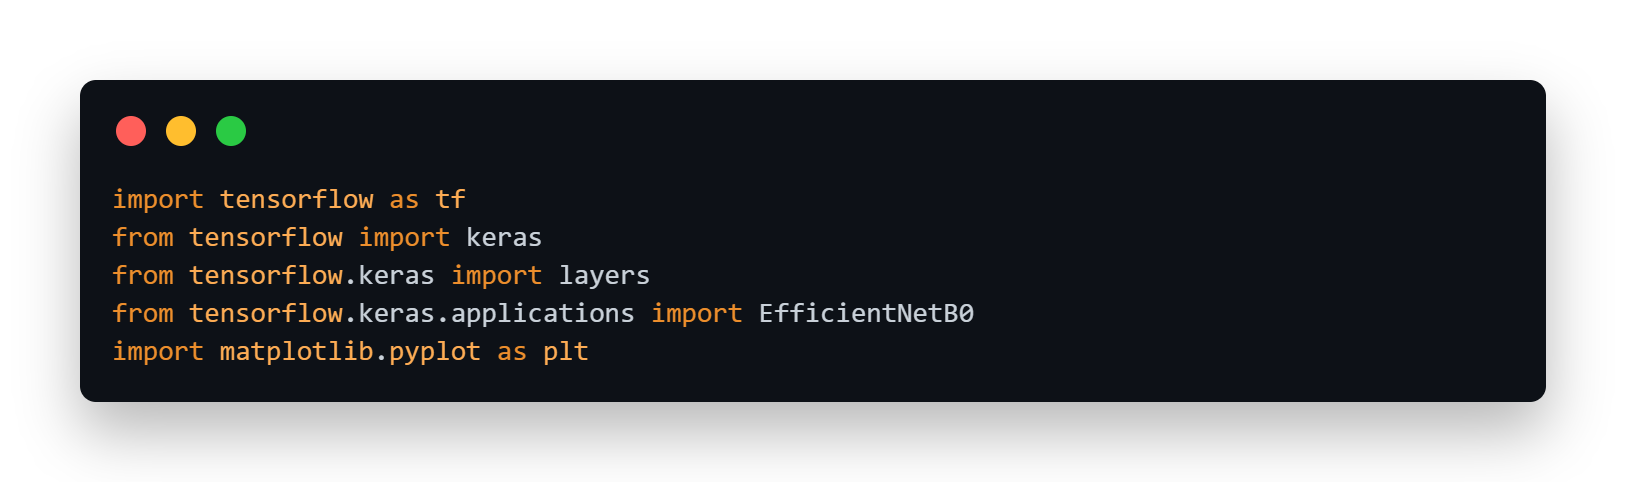 import tensorflow as tf
from tensorflow import keras
from tensorflow.keras import layers
from tensorflow.keras.applications import EfficientNetB0
import matplotlib.pyplot as plt